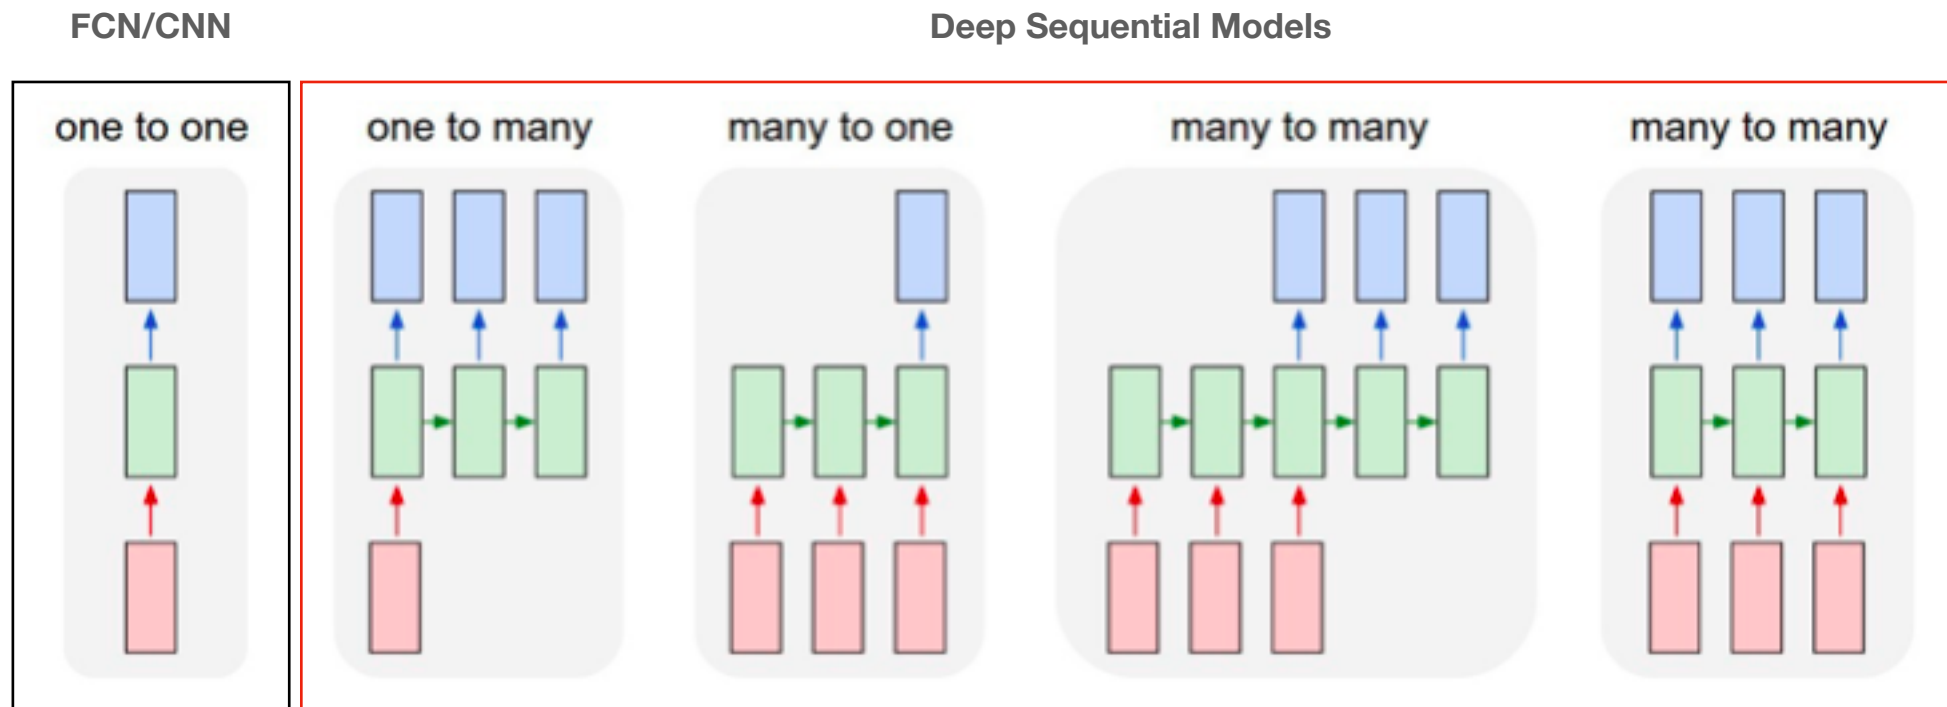 FCN/CNN
Deep Sequential Models
one to one
one to many
many to one
many to many
many to many